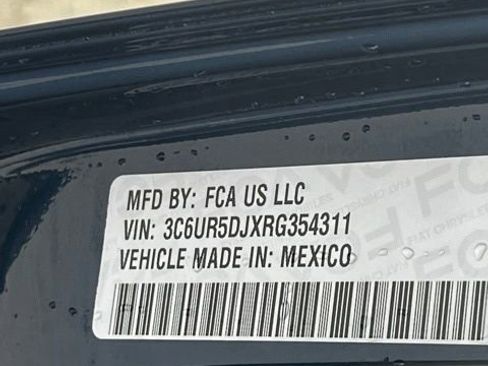 MFD BY: FCA US LLC
VIN: 3C6UR5DJXRG354311
VEHICLE MADE IN: MEXICO